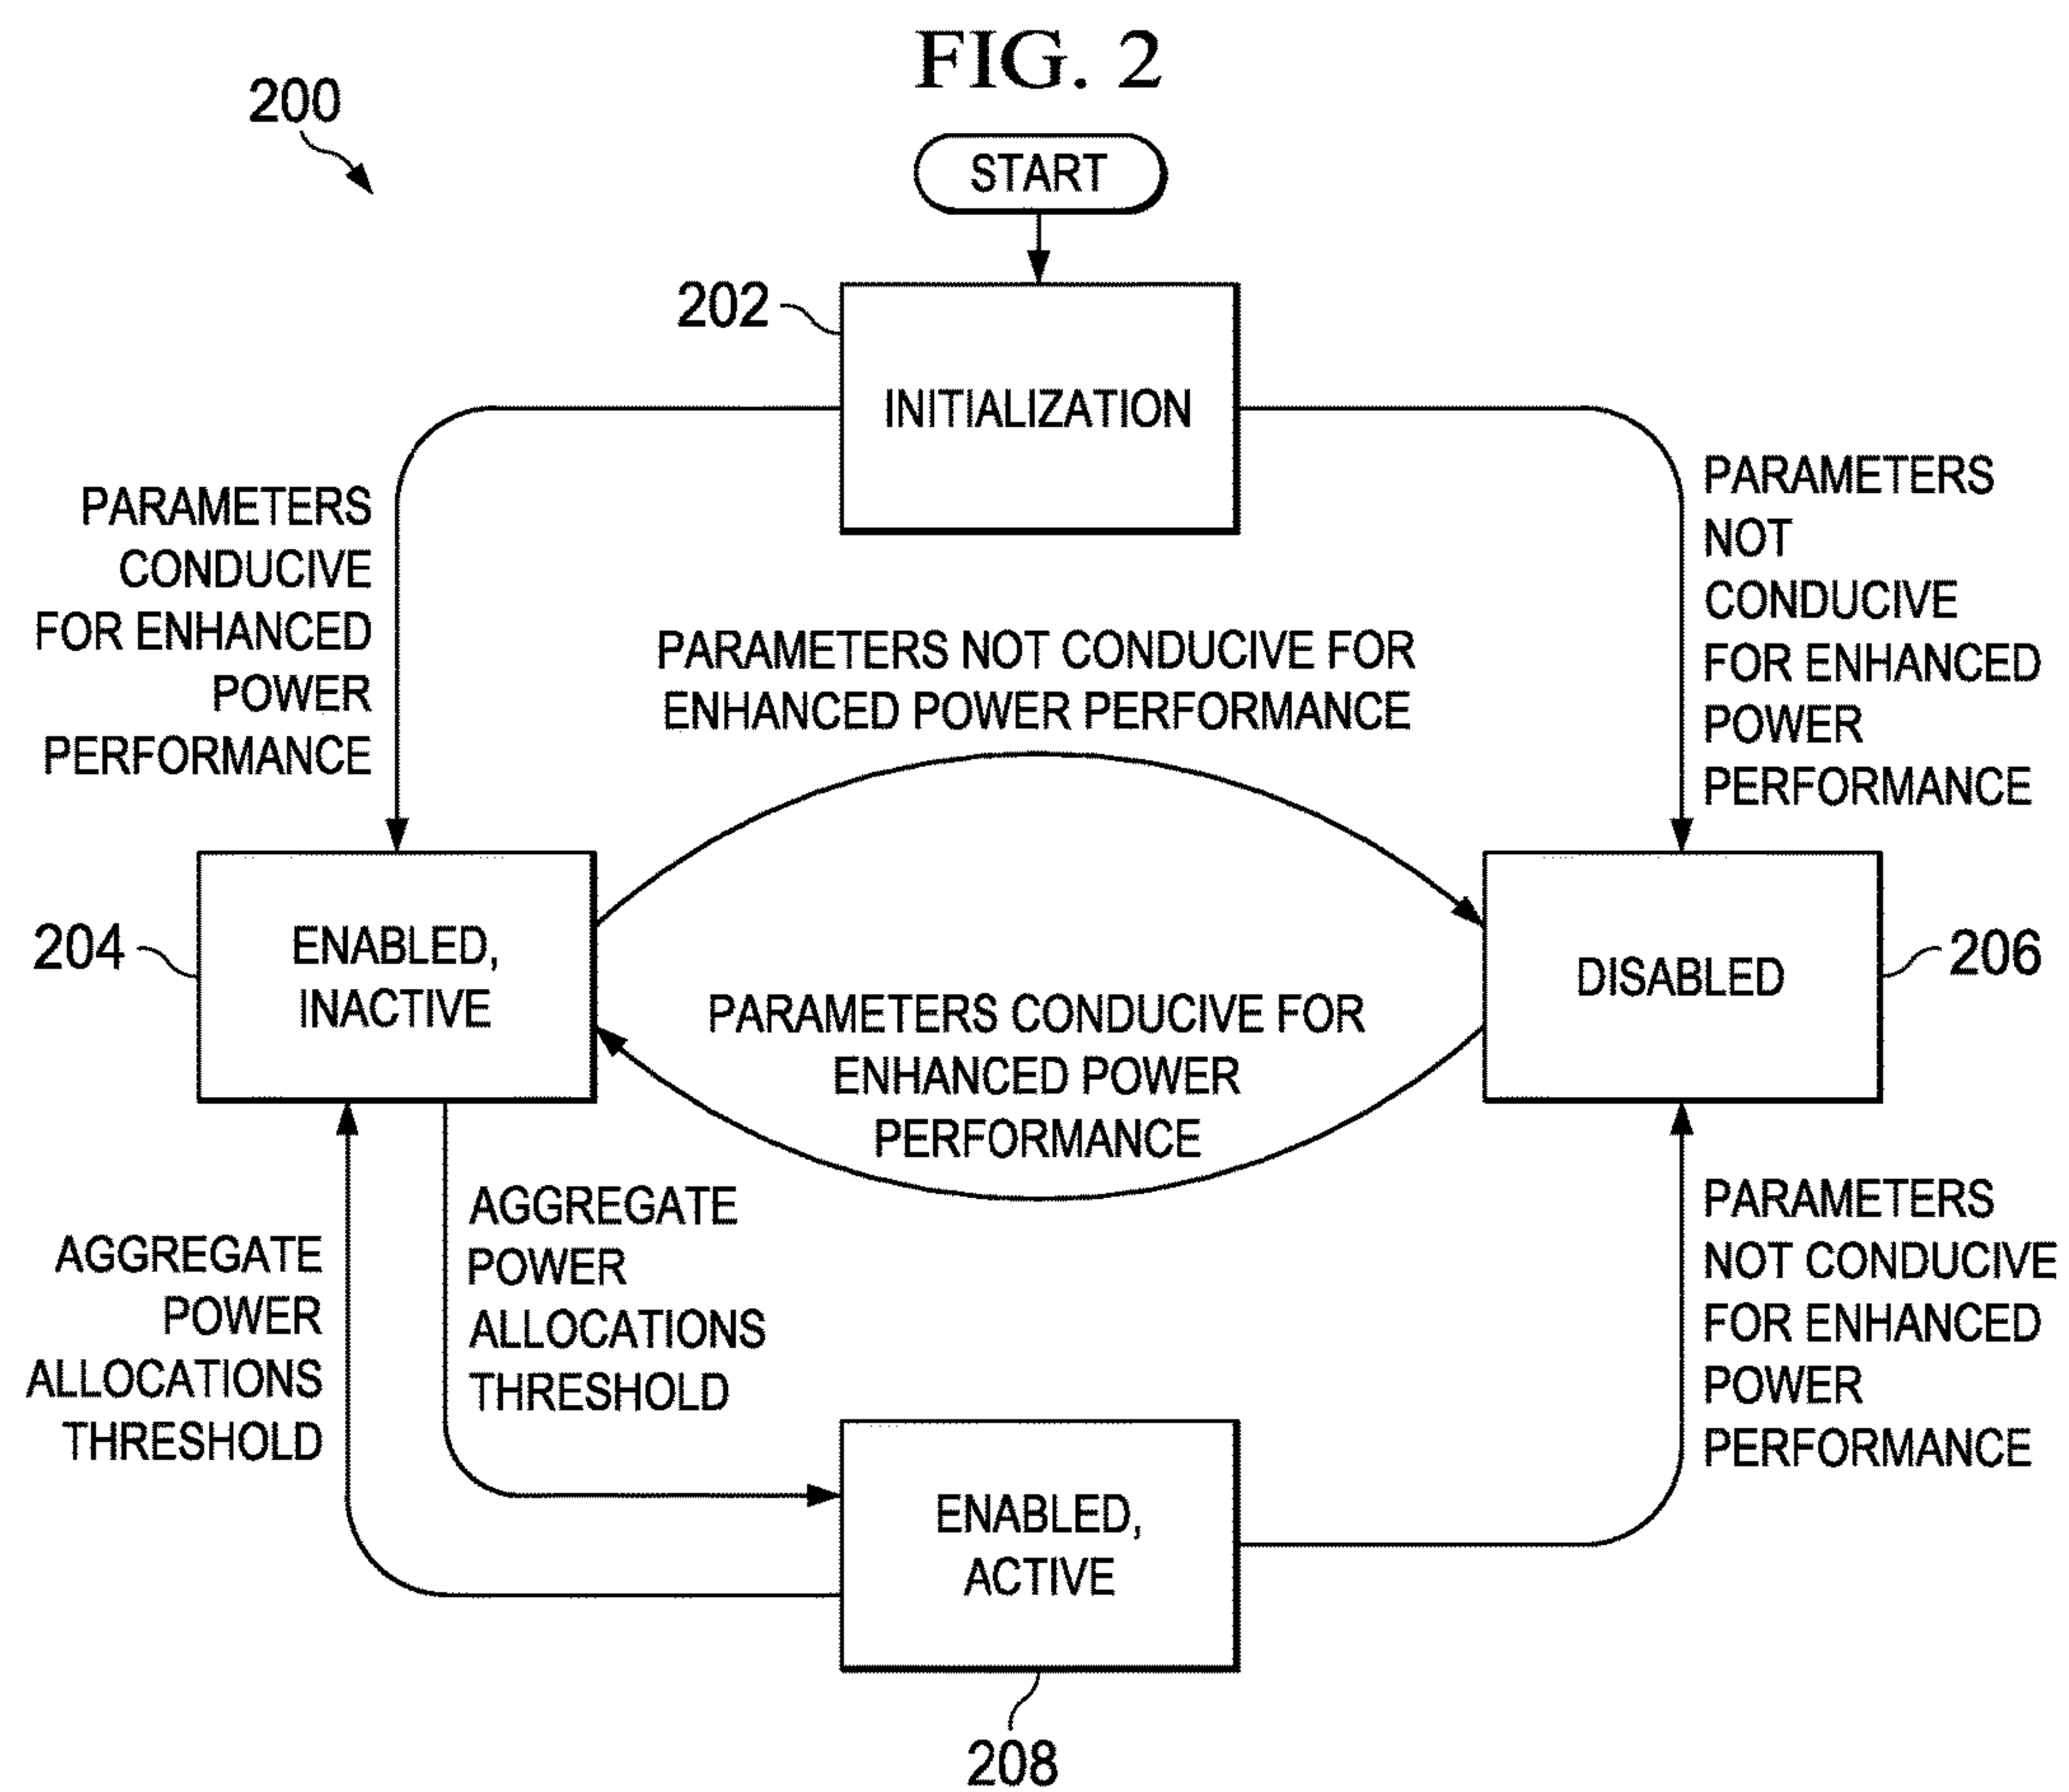 FIG. 2
200
START
202
INITIALIZATION
PARAMETERS
CONDUCIVE
FOR ENHANCED
POWER
PERFORMANCE
PARAMETERS
NOT
CONDUCIVE
FOR ENHANCED
POWER
PERFORMANCE
PARAMETERS NOT CONDUCIVE FOR
ENHANCED POWER PERFORMANCE
204
ENABLED,
INACTIVE
DISABLED
206
PARAMETERS CONDUCIVE FOR
ENHANCED POWER
PERFORMANCE
AGGREGATE
POWER
ALLOCATIONS
THRESHOLD
AGGREGATE
POWER
ALLOCATIONS
THRESHOLD
PARAMETERS
NOT CONDUCIVE
FOR ENHANCED
POWER
PERFORMANCE
ENABLED,
ACTIVE
208